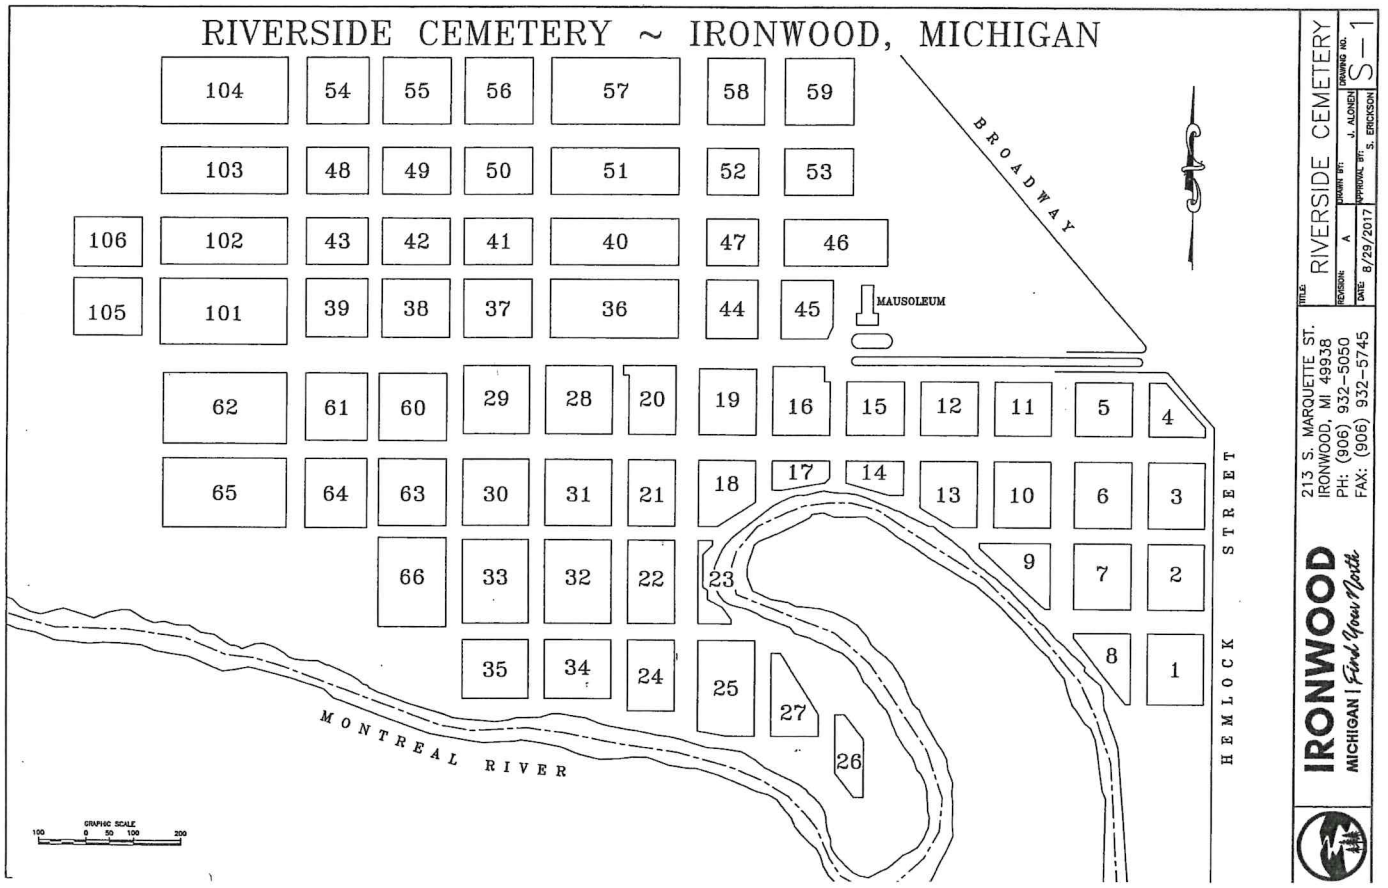 RIVERSIDE CEMETERY ~ IRONWOOD, MICHIGAN
104 54 55 56 57 58 59
103 48 49 50 51 52 53
106 102 43 42 41 40 47 46
105 101 39 38 37 36 44 45
MAUSOLEUM
BROADWAY
62 61 60 29 28 20 19 16 15 12 11 5 4
65 64 63 30 31 21 18 17 14 13 10 6 3
66 33 32 22 23 9 7 2
35 34 24 25 27 26 8 1
HEMLOCK STREET
MONTREAL RIVER
GRAPHIC SCALE
100 0 50 100 200
TITLE:
RIVERSIDE CEMETERY
REVISION: A
DATE: 8/29/2017
DRAWN BY: J. ALONEN
APPROVAL BY: S. ERICKSON
DRAWING NO.
S-1
213 S. MARQUETTE ST.
IRONWOOD, MI 49938
PH: (906) 932-5050
FAX: (906) 932-5745
IRONWOOD
MICHIGAN | Find Your North